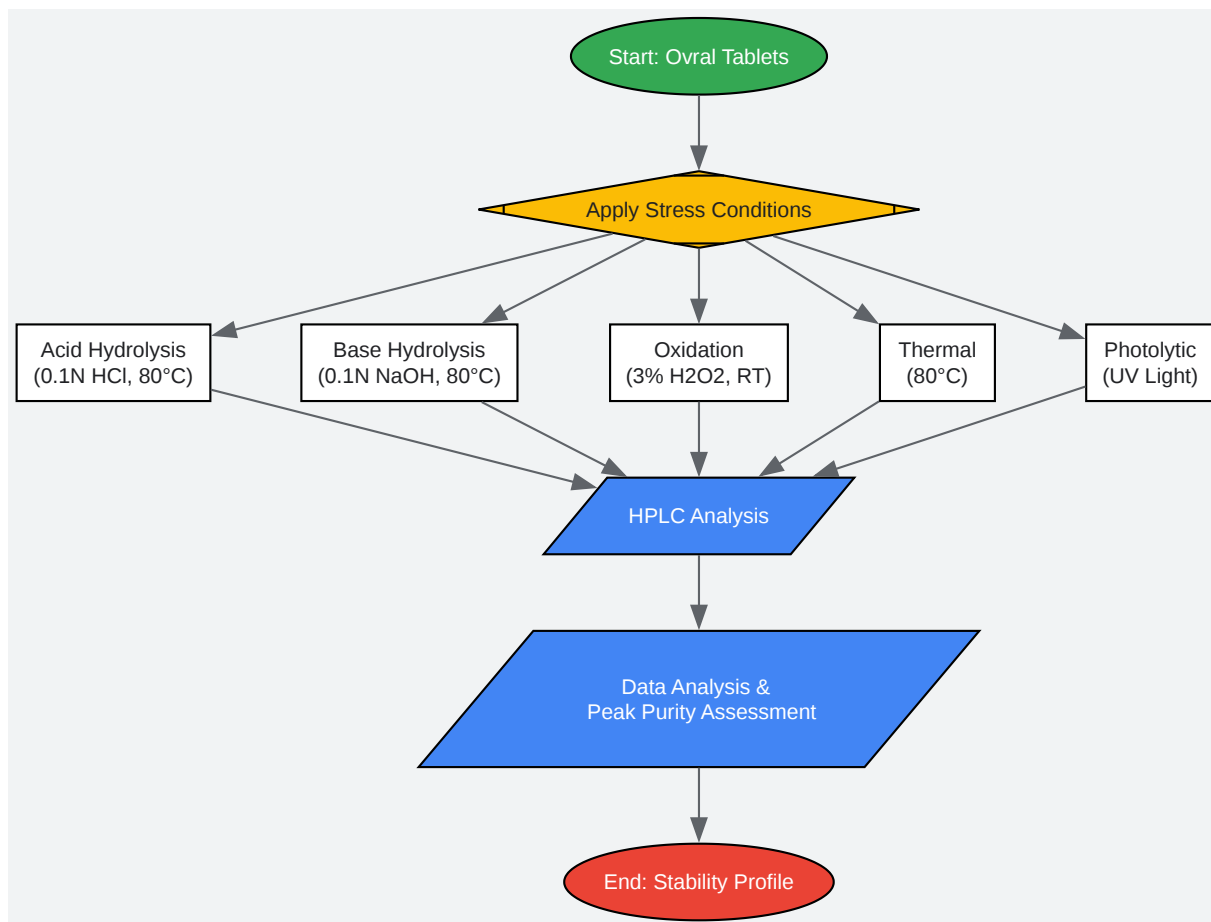 Start: Ovral Tablets
Apply Stress Conditions
Acid Hydrolysis
(0.1N HCl, 80°C)
Base Hydrolysis
(0.1N NaOH, 80°C)
Oxidation
(3% H2O2, RT)
Thermal
(80°C)
Photolytic
(UV Light)
HPLC Analysis
Data Analysis &
Peak Purity Assessment
End: Stability Profile